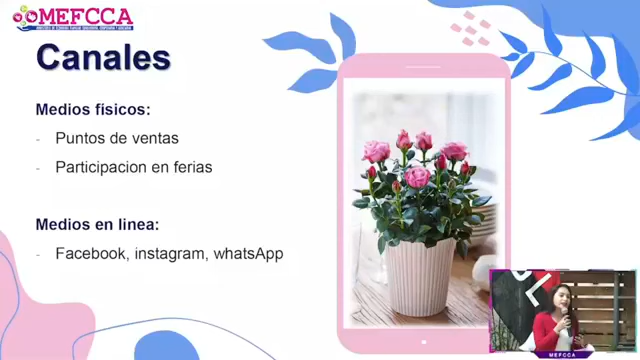 MEFCCA
Canales
Medios físicos:
- Puntos de ventas
- Participacion en ferias
Medios en linea:
- Facebook, instagram, whatsApp
MEFCCA